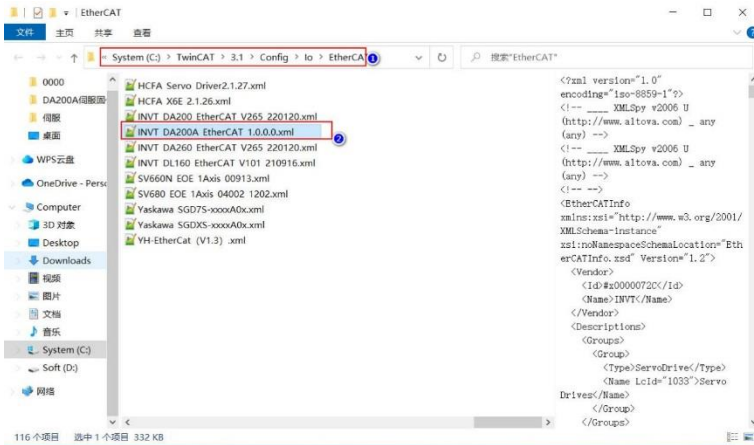 EtherCAT
文件 主页 共享 查看
System (C:) > TwinCAT > 3.1 > Config > Io > EtherCA 1
搜索"EtherCAT"
0000
DA200A伺服固
伺服
桌面
WPS云盘
OneDrive - Perso
Computer
3D 对象
Desktop
Downloads
视频
图片
文档
音乐
System (C:)
Soft (D:)
网络
HCFA Servo Driver2.1.27.xml
HCFA X6E 2.1.26.xml
INVT DA200 EtherCAT V265 220120.xml
INVT DA200A EtherCAT 1.0.0.0.xml
2
INVT DA260 EtherCAT V265 220120.xml
INVT DL160 EtherCAT V101 210916.xml
SV660N EOE 1Axis 00913.xml
SV680 EOE 1Axis 04002 1202.xml
Yaskawa SGD7S-xxxxA0x.xml
Yaskawa SGDXS-xxxxA0x.xml
YH-EtherCat (V1.3) .xml
<?xml version="1.0"
encoding="iso-8859-1"?>
<!-- ____ XMLSpy v2006 U
(http://www.altova.com) _ any
(any) -->
<!-- ____ XMLSpy v2006 U
(http://www.altova.com) _ any
(any) -->
<!-- -->
<EtherCATInfo
xmlns:xsi="http://www.w3.org/2001/
XMLSchema-instance"
xsi:noNamespaceSchemaLocation="Eth
erCATInfo.xsd" Version="1.2">
<Vendor>
<Id>#x0000072C</Id>
<Name>INVT</Name>
</Vendor>
<Descriptions>
<Groups>
<Group>
<Type>ServoDrive</Type>
<Name LcId="1033">Servo
Drives</Name>
</Group>
</Groups>
116 个项目 选中 1 个项目 332 KB